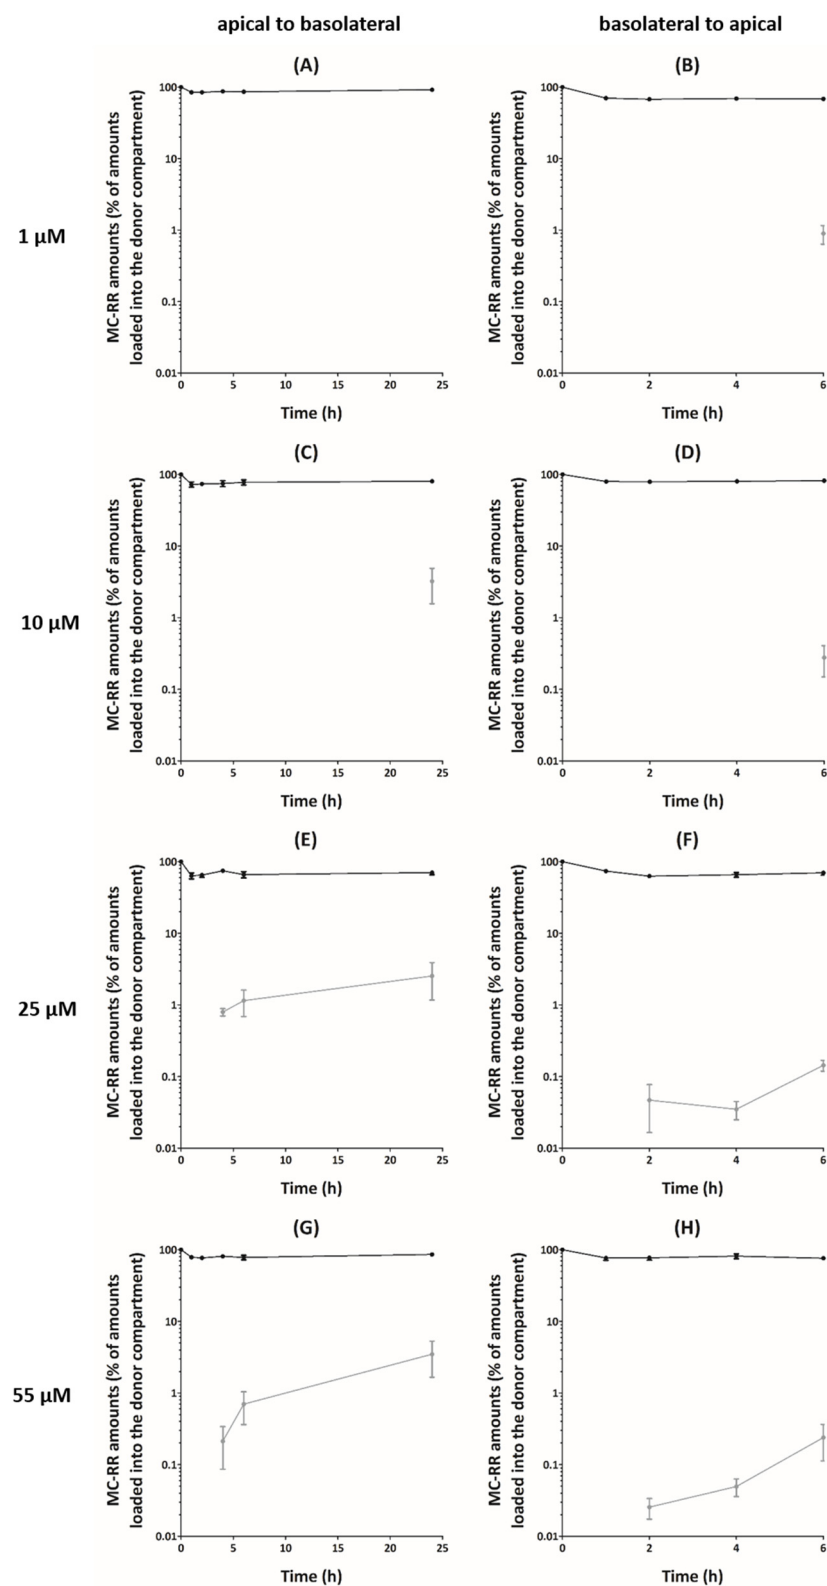 apical to basolateral
basolateral to apical
1 µM
(A)
MC-RR amounts (% of amounts
loaded into the donor compartment)
100
10
1
0.1
0.01
0 5 10 15 20 25
Time (h)
(B)
MC-RR amounts (% of amounts
loaded into the donor compartment)
100
10
1
0.1
0.01
0 2 4 6
Time (h)
10 µM
(C)
MC-RR amounts (% of amounts
loaded into the donor compartment)
100
10
1
0.1
0.01
0 5 10 15 20 25
Time (h)
(D)
MC-RR amounts (% of amounts
loaded into the donor compartment)
100
10
1
0.1
0.01
0 2 4 6
Time (h)
25 µM
(E)
MC-RR amounts (% of amounts
loaded into the donor compartment)
100
10
1
0.1
0.01
0 5 10 15 20 25
Time (h)
(F)
MC-RR amounts (% of amounts
loaded into the donor compartment)
100
10
1
0.1
0.01
0 2 4 6
Time (h)
55 µM
(G)
MC-RR amounts (% of amounts
loaded into the donor compartment)
100
10
1
0.1
0.01
0 5 10 15 20 25
Time (h)
(H)
MC-RR amounts (% of amounts
loaded into the donor compartment)
100
10
1
0.1
0.01
0 2 4 6
Time (h)